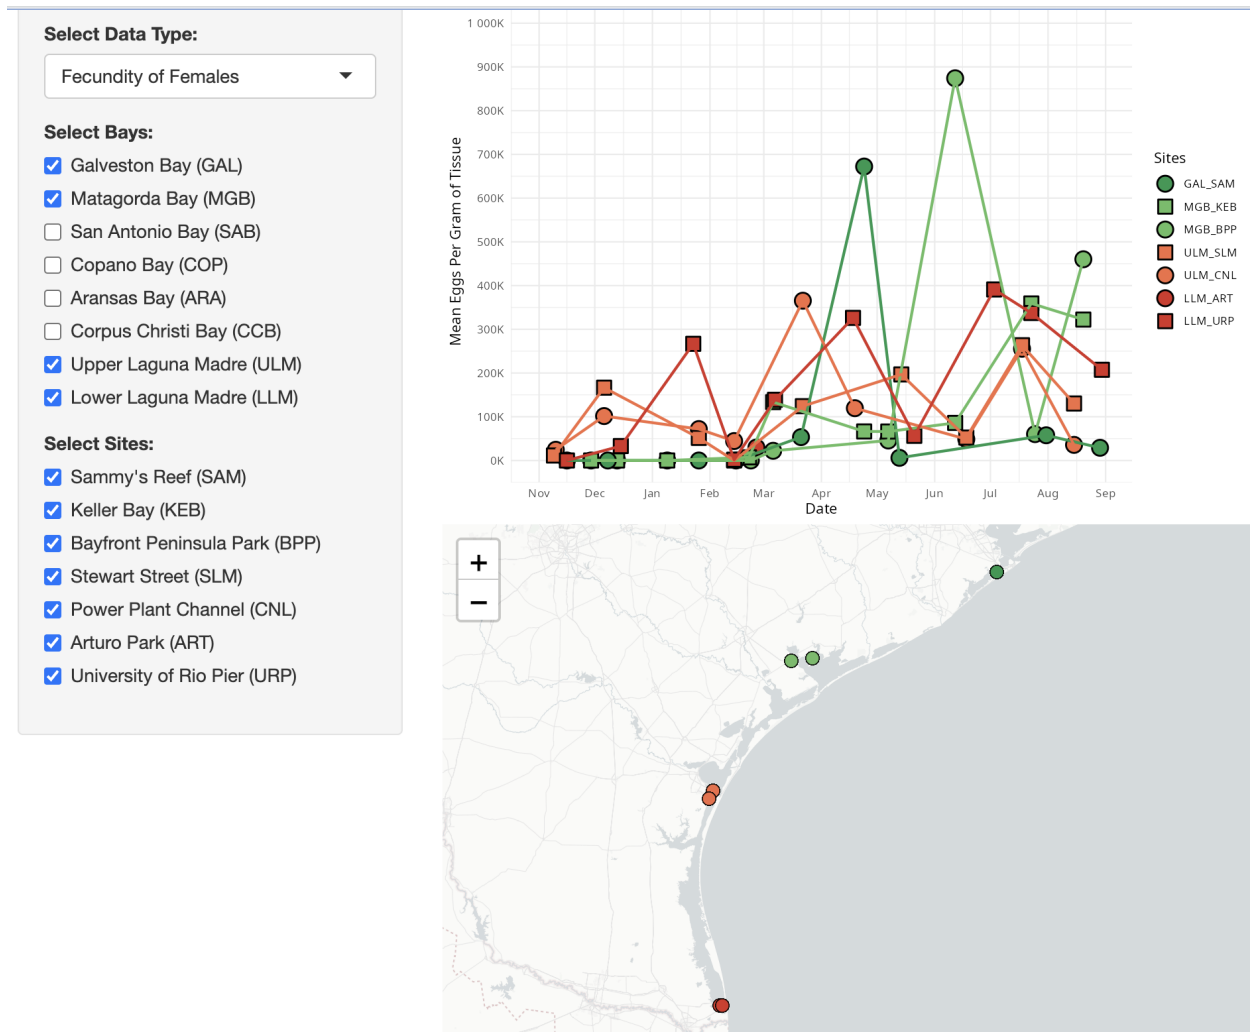 Select Data Type:
Fecundity of Females
Select Bays:
Galveston Bay (GAL)
Matagorda Bay (MGB)
San Antonio Bay (SAB)
Copano Bay (COP)
Aransas Bay (ARA)
Corpus Christi Bay (CCB)
Upper Laguna Madre (ULM)
Lower Laguna Madre (LLM)
Select Sites:
Sammy's Reef (SAM)
Keller Bay (KEB)
Bayfront Peninsula Park (BPP)
Stewart Street (SLM)
Power Plant Channel (CNL)
Arturo Park (ART)
University of Rio Pier (URP)
Mean Eggs Per Gram of Tissue
1 000K
900K
800K
700K
600K
500K
400K
300K
200K
100K
0K
Nov Dec Jan Feb Mar Apr May Jun Jul Aug Sep
Date
Sites
GAL_SAM
MGB_KEB
MGB_BPP
ULM_SLM
ULM_CNL
LLM_ART
LLM_URP
+
−